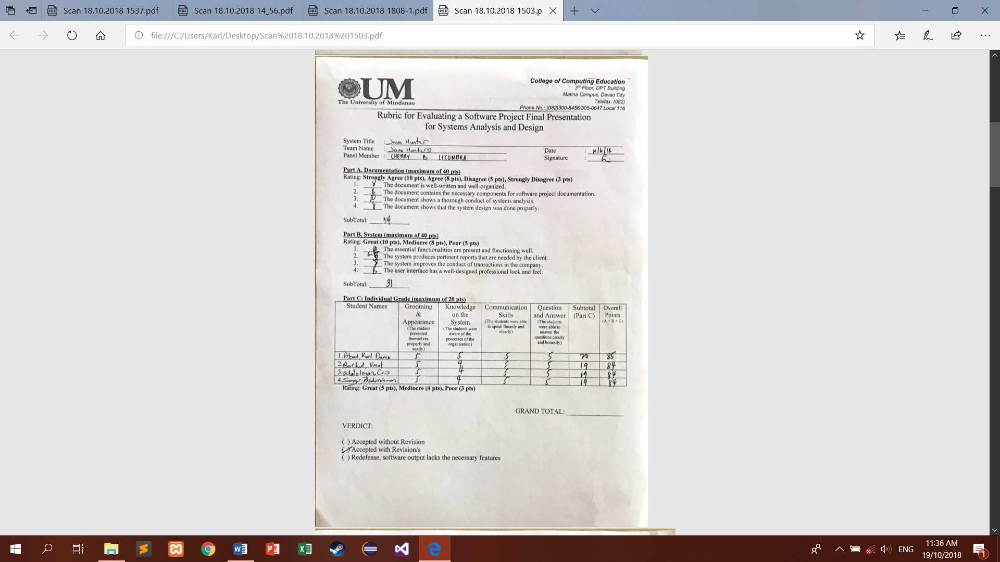 Scan 18.10.2018 1537.pdf
Scan 18.10.2018 14_56.pdf
Scan 18.10.2018 1808-1.pdf
Scan 18.10.2018 1503.p
file:///C:/Users/Karl/Desktop/Scan%2018.10.2018%201503.pdf
UM
The University of Mindanao
College of Computing Education
3rd Floor, DPT Building
Matina Campus, Davao City
Telefax: (082)
Phone No.: (082)300-5456/305-0647 Local 116
Rubric for Evaluating a Software Project Final Presentation
for Systems Analysis and Design
System Title : Java Hunter
Team Name : Java Hunters Date : 10/6/18
Panel Member : CHERRY B. LISONDRA Signature :
Part A. Documentation (maximum of 40 pts)
Rating: Strongly Agree (10 pts), Agree (8 pts), Disagree (5 pts), Strongly Disagree (3 pts)
1. 8 The document is well-written and well-organized.
2. 8 The document contains the necessary components for software project documentation.
3. 10 The document shows a thorough conduct of systems analysis.
4. 8 The document shows that the system design was done properly.
SubTotal: 34
Part B. System (maximum of 40 pts)
Rating: Great (10 pts), Mediocre (8 pts), Poor (5 pts)
1. The essential functionalities are present and functioning well.
2. The system produces pertinent reports that are needed by the client.
3. The system improves the conduct of transactions in the company.
4. 8 The user interface has a well-designed professional look and feel.
SubTotal: 31
Part C: Individual Grade (maximum of 20 pts)
Student Names Grooming & Appearance (The student presented themselves properly and neatly) Knowledge on the System (The students were aware of the processes of the organization) Communication Skills (The students were able to speak fluently and clearly) Question and Answer (The students were able to answer the questions clearly and honestly) Subtotal (Part C) Overall Points (A + B + C)
1. Abad, Karl Dame 5 5 5 5 20 85
2. Burkut, Umut 5 4 5 5 19 84
3. Cris 5 4 5 5 19 84
4. Abdurrahman 5 4 5 5 19 84
Rating: Great (5 pts), Mediocre (4 pts), Poor (3 pts)
GRAND TOTAL:
VERDICT:
( ) Accepted without Revision
(✓) Accepted with Revision/s
( ) Redefense, software output lacks the necessary features
ENG
11:36 AM
19/10/2018
1